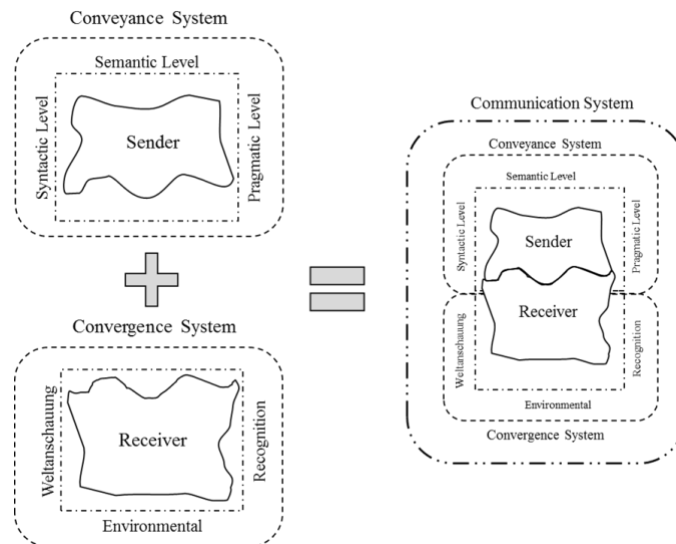 Conveyance System
Semantic Level
Syntactic Level
Sender
Pragmatic Level
Convergence System
Weltanschauung
Receiver
Recognition
Environmental
Communication System
Conveyance System
Semantic Level
Syntactic Level
Sender
Pragmatic Level
Weltanschauung
Receiver
Recognition
Environmental
Convergence System